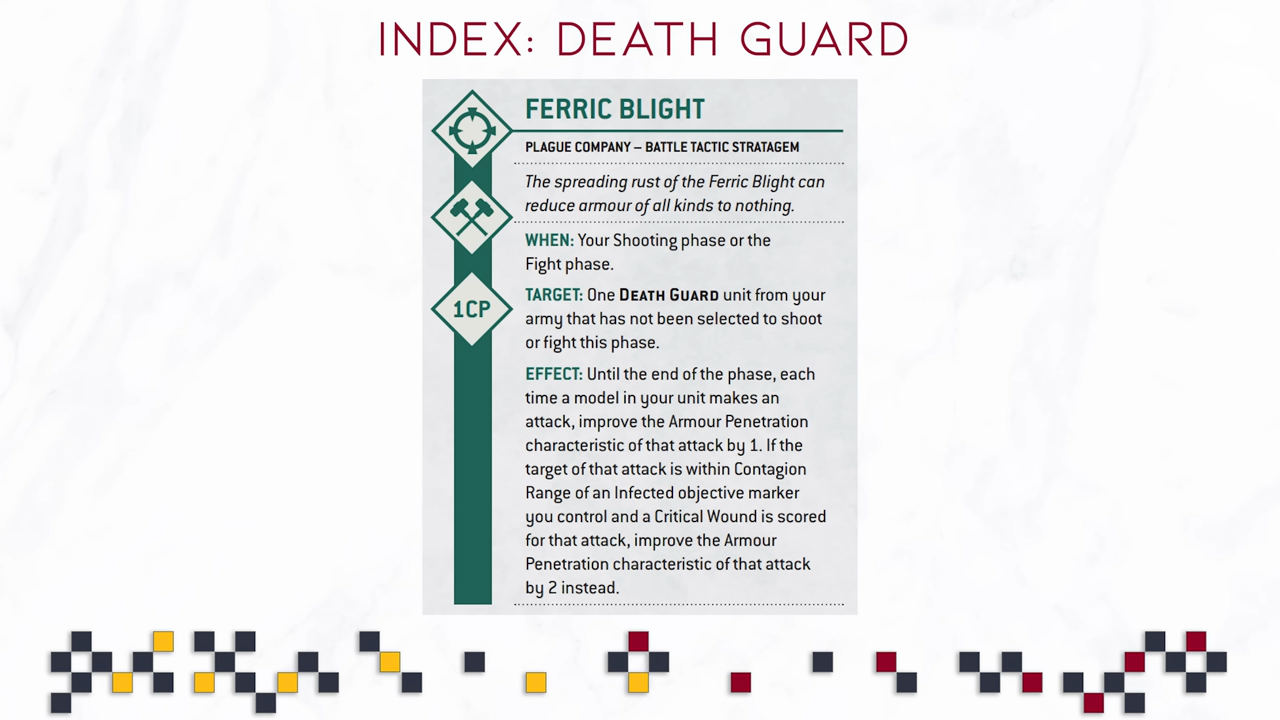 INDEX: DEATH GUARD
FERRIC BLIGHT
PLAGUE COMPANY – BATTLE TACTIC STRATAGEM
The spreading rust of the Ferric Blight can
reduce armour of all kinds to nothing.
WHEN: Your Shooting phase or the
Fight phase.
1CP
TARGET: One DEATH GUARD unit from your
army that has not been selected to shoot
or fight this phase.
EFFECT: Until the end of the phase, each
time a model in your unit makes an
attack, improve the Armour Penetration
characteristic of that attack by 1. If the
target of that attack is within Contagion
Range of an Infected objective marker
you control and a Critical Wound is scored
for that attack, improve the Armour
Penetration characteristic of that attack
by 2 instead.